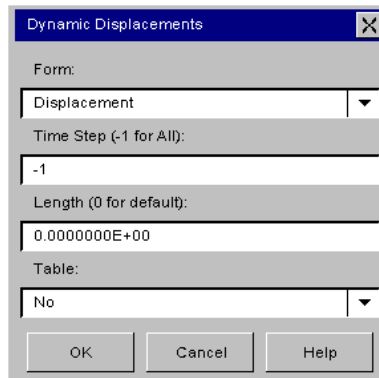 Dynamic Displacements
Form:
Displacement
Time Step (-1 for All):
-1
Length (0 for default):
0.0000000E+00
Table:
No
OK Cancel Help